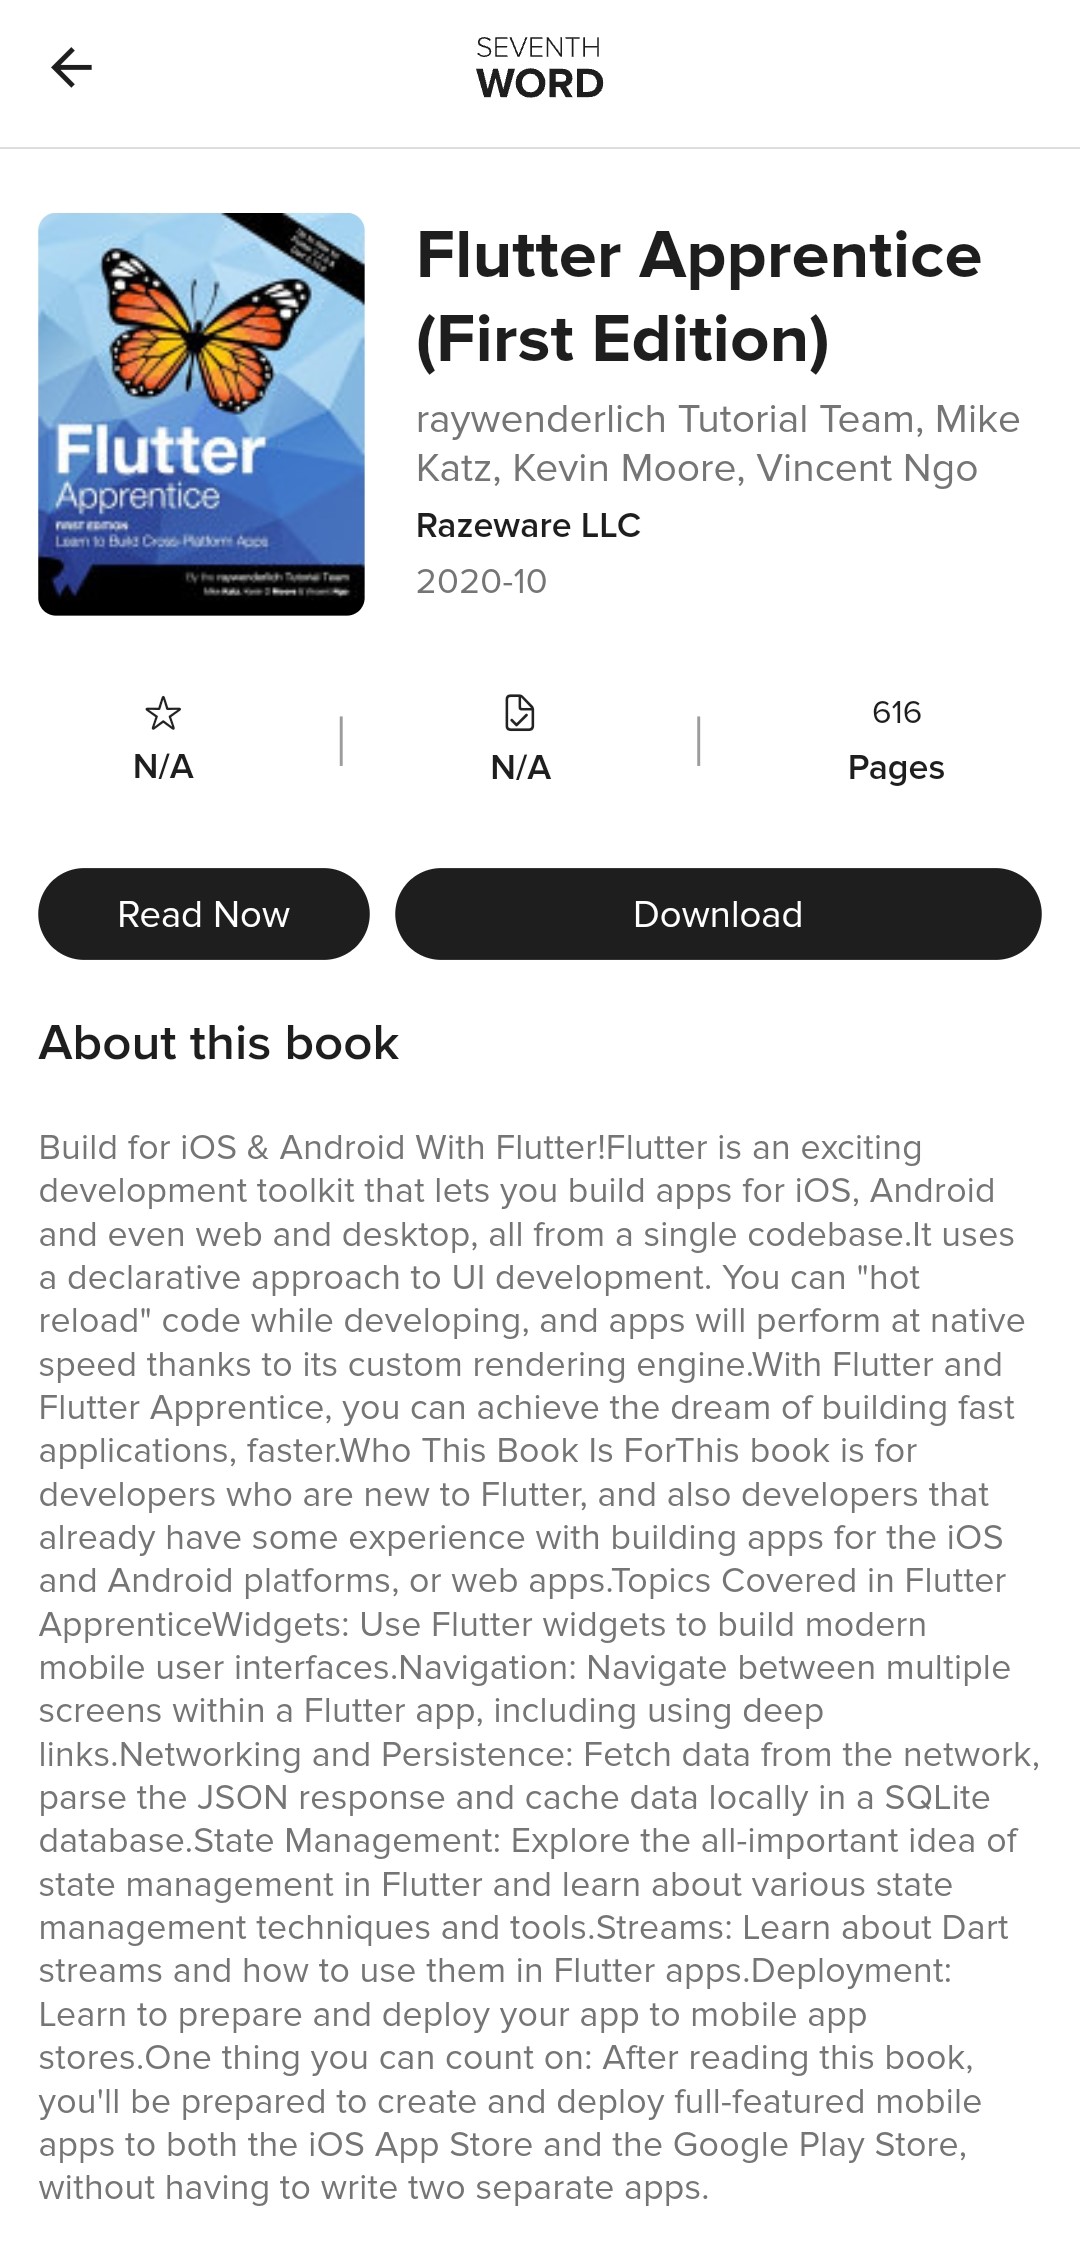 SEVENTH
WORD
Flutter
Apprentice
FIRST EDITION
Learn to Build Cross-Platform Apps
By the raywenderlich Tutorial Team
Flutter Apprentice
(First Edition)
raywenderlich Tutorial Team, Mike
Katz, Kevin Moore, Vincent Ngo
Razeware LLC
2020-10
N/A
N/A
616
Pages
Read Now
Download
About this book
Build for iOS & Android With Flutter!Flutter is an exciting
development toolkit that lets you build apps for iOS, Android
and even web and desktop, all from a single codebase.It uses
a declarative approach to UI development. You can "hot
reload" code while developing, and apps will perform at native
speed thanks to its custom rendering engine.With Flutter and
Flutter Apprentice, you can achieve the dream of building fast
applications, faster.Who This Book Is ForThis book is for
developers who are new to Flutter, and also developers that
already have some experience with building apps for the iOS
and Android platforms, or web apps.Topics Covered in Flutter
ApprenticeWidgets: Use Flutter widgets to build modern
mobile user interfaces.Navigation: Navigate between multiple
screens within a Flutter app, including using deep
links.Networking and Persistence: Fetch data from the network,
parse the JSON response and cache data locally in a SQLite
database.State Management: Explore the all-important idea of
state management in Flutter and learn about various state
management techniques and tools.Streams: Learn about Dart
streams and how to use them in Flutter apps.Deployment:
Learn to prepare and deploy your app to mobile app
stores.One thing you can count on: After reading this book,
you'll be prepared to create and deploy full-featured mobile
apps to both the iOS App Store and the Google Play Store,
without having to write two separate apps.